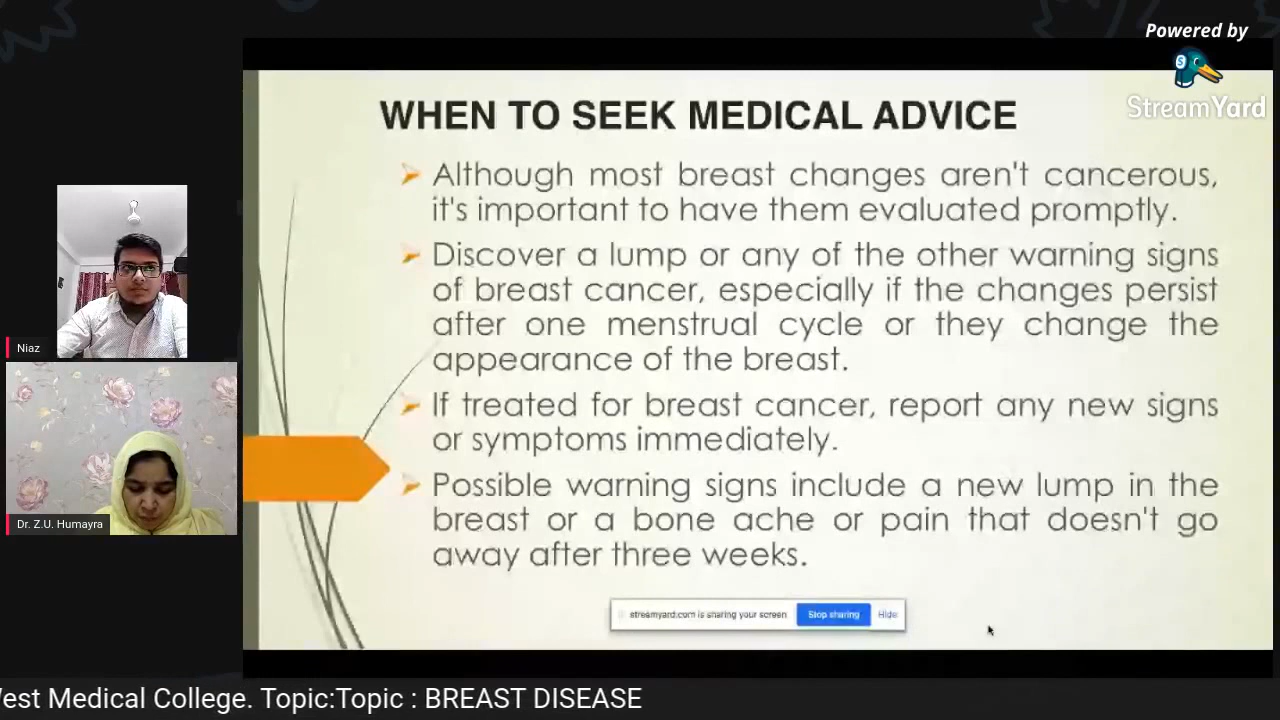 Powered by
StreamYard
WHEN TO SEEK MEDICAL ADVICE
Although most breast changes aren't cancerous,
it's important to have them evaluated promptly.
Discover a lump or any of the other warning signs
of breast cancer, especially if the changes persist
after one menstrual cycle or they change the
appearance of the breast.
If treated for breast cancer, report any new signs
or symptoms immediately.
Possible warning signs include a new lump in the
breast or a bone ache or pain that doesn't go
away after three weeks.
streamyard.com is sharing your screen Stop sharing Hide
Niaz
Dr. Z.U. Humayra
Medical College. Topic:Topic : BREAST DISEASE